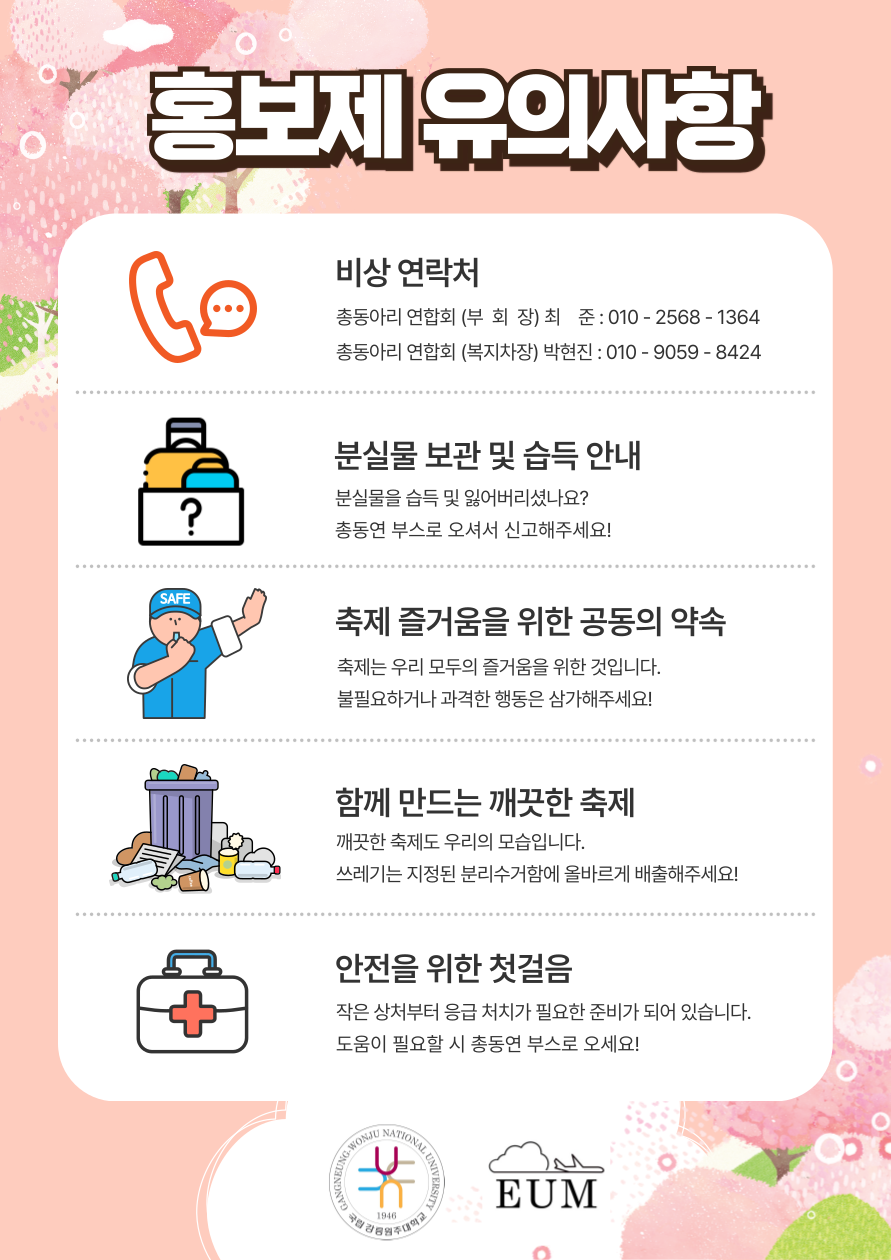 홍보제 유의사항
비상 연락처
총동아리 연합회 (부 회 장) 최 준 : 010 - 2568 - 1364
총동아리 연합회 (복지차장) 박현진 : 010 - 9059 - 8424
?
분실물 보관 및 습득 안내
분실물을 습득 및 잃어버리셨나요?
총동연 부스로 오셔서 신고해주세요!
SAFE
축제 즐거움을 위한 공동의 약속
축제는 우리 모두의 즐거움을 위한 것입니다.
불필요하거나 과격한 행동은 삼가해주세요!
함께 만드는 깨끗한 축제
깨끗한 축제도 우리의 모습입니다.
쓰레기는 지정된 분리수거함에 올바르게 배출해주세요!
안전을 위한 첫걸음
작은 상처부터 응급 처치가 필요한 준비가 되어 있습니다.
도움이 필요할 시 총동연 부스로 오세요!
GANGNEUNG-WONJU NATIONAL UNIVERSITY
1946
국립강릉원주대학교
EUM